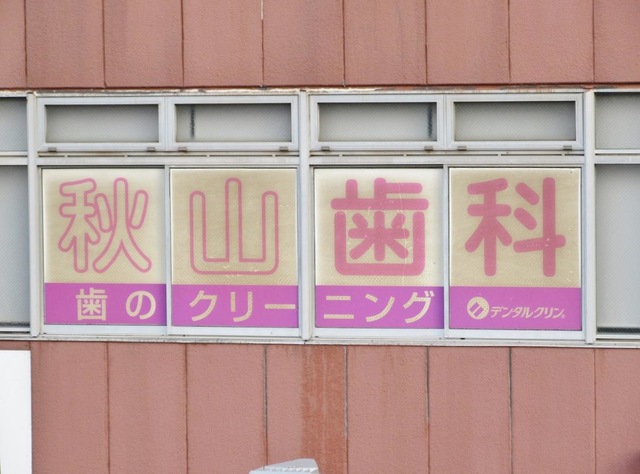 秋山歯科
歯のクリーニング
デンタルクリン®